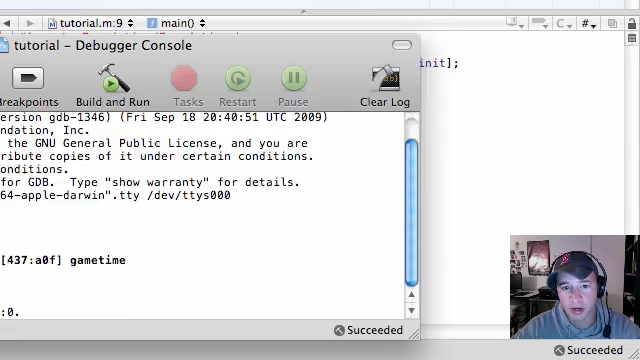 tutorial.m:9
main()
C
#
init];
tutorial – Debugger Console
Breakpoints
Build and Run
Tasks
Restart
Pause
Clear Log
version gdb-1346) (Fri Sep 18 20:40:51 UTC 2009)
ndation, Inc.
the GNU General Public License, and you are
ribute copies of it under certain conditions.
onditions.
for GDB. Type "show warranty" for details.
64-apple-darwin".tty /dev/ttys000
[437:a0f] gametime
:0.
Succeeded
Succeeded